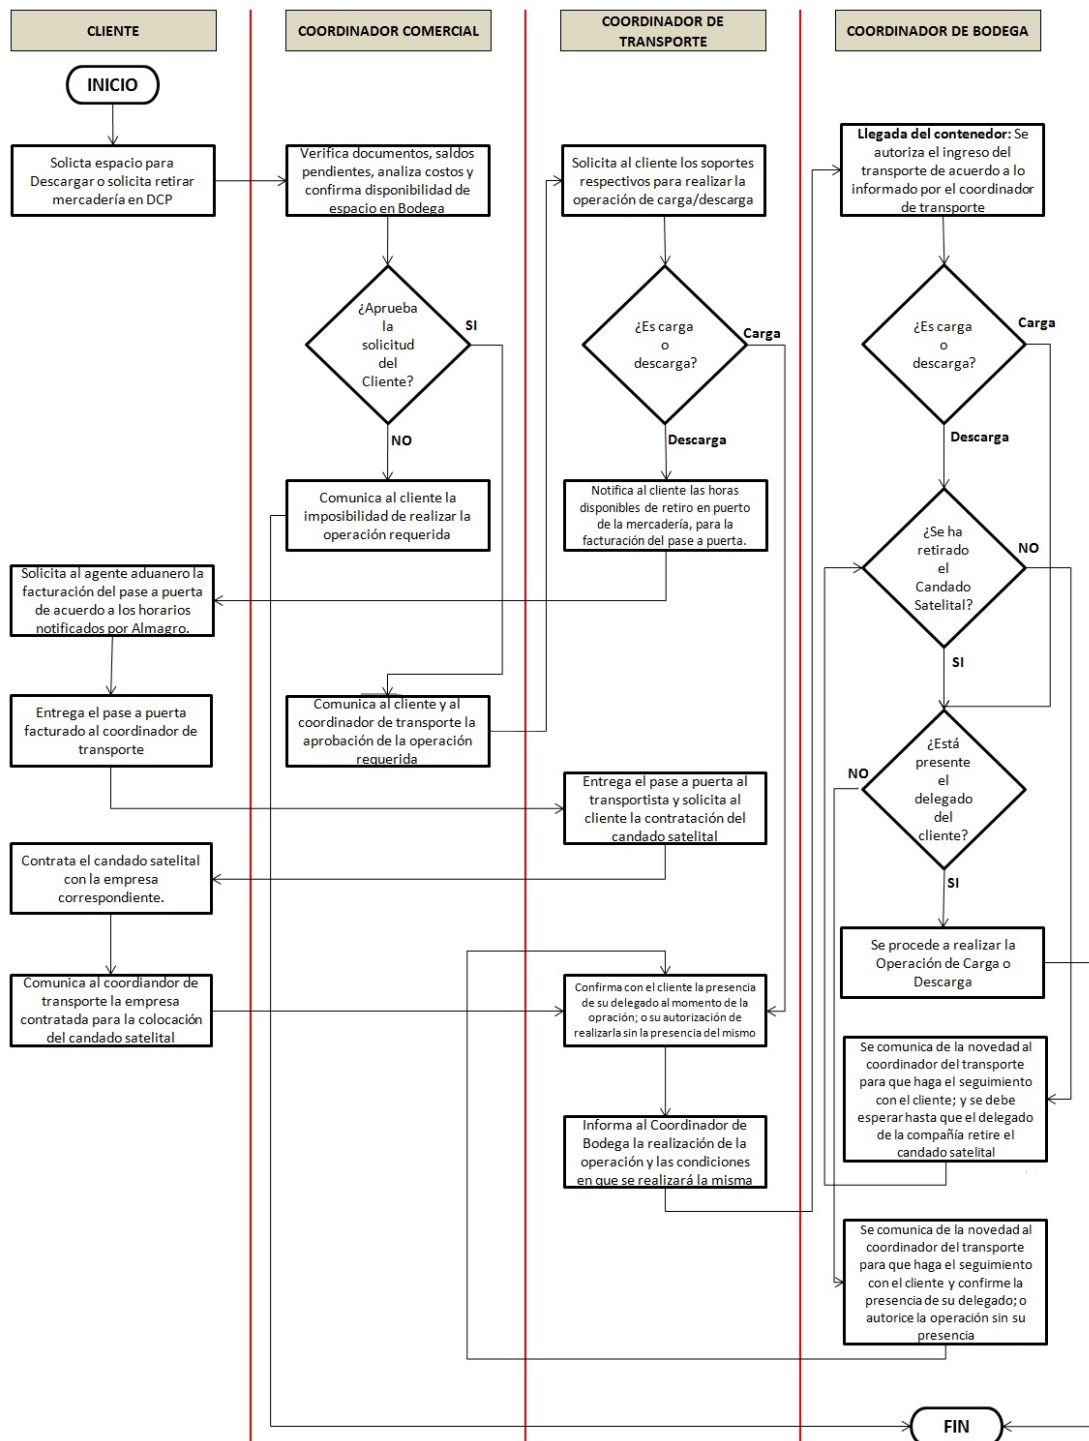 CLIENTE
COORDINADOR COMERCIAL
COORDINADOR DE
TRANSPORTE
COORDINADOR DE BODEGA
INICIO
Solicta espacio para
Descargar o solicita retirar
mercadería en DCP
Verifica documentos, saldos
pendientes, analiza costos y
confirma disponibilidad de
espacio en Bodega
Solicita al cliente los soportes
respectivos para realizar la
operación de carga/descarga
Llegada del contenedor: Se
autoriza el ingreso del
transporte de acuerdo a lo
informado por el coordinador
de transporte
¿Aprueba
la
solicitud
del
Cliente?
SI
NO
¿Es carga
o
descarga?
Carga
Descarga
¿Es carga
o
descarga?
Carga
Descarga
Comunica al cliente la
imposibilidad de realizar la
operación requerida
Notifica al cliente las horas
disponibles de retiro en puerto
de la mercadería, para la
facturación del pase a puerta.
¿Se ha
retirado
el
Candado
Satelital?
NO
SI
Solicita al agente aduanero la
facturación del pase a puerta
de acuerdo a los horarios
notificados por Almagro.
Entrega el pase a puerta
facturado al coordinador de
transporte
Comunica al cliente y al
coordinador de transporte la
aprobación de la operación
requerida
¿Está
presente
el
delegado
del
cliente?
NO
SI
Entrega el pase a puerta al
transportista y solicita al
cliente la contratación del
candado satelital
Contrata el candado satelital
con la empresa
correspondiente.
Se procede a realizar la
Operación de Carga o
Descarga
Comunica al coordiandor de
transporte la empresa
contratada para la colocación
del candado satelital
Confirma con el cliente la presencia
de su delegado al momento de la
opración; o su autorización de
realizarla sin la presencia del mismo
Se comunica de la novedad al
coordinador del transporte
para que haga el seguimiento
con el cliente; y se debe
esperar hasta que el delegado
de la compañía retire el
candado satelital
Informa al Coordinador de
Bodega la realización de la
operación y las condiciones
en que se realizará la misma
Se comunica de la novedad al
coordinador del transporte
para que haga el seguimiento
con el cliente y confirme la
presencia de su delegado; o
autorice la operación sin su
presencia
FIN